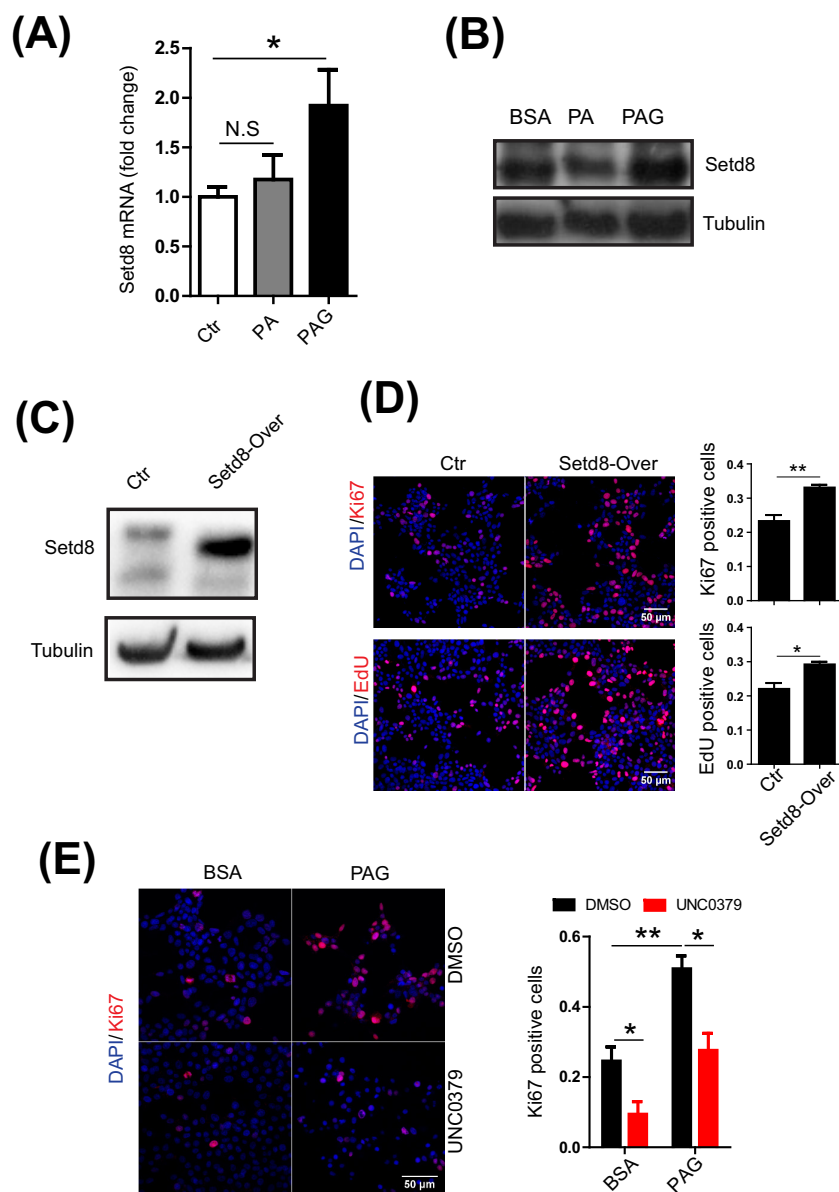 (A)
Setd8 mRNA (fold change)
2.5
2.0
1.5
1.0
0.5
0.0
*
N.S
Ctr
PA
PAG
(B)
BSA PA PAG
Setd8
Tubulin
(C)
Ctr
Setd8-Over
Setd8
Tubulin
(D)
Ctr
Setd8-Over
DAPI/Ki67
50 µm
DAPI/EdU
50 µm
Ki67 positive cells
0.4
0.3
0.2
0.1
0.0
**
EdU positive cells
0.4
0.3
0.2
0.1
0.0
*
Ctr
Setd8-Over
(E)
BSA
PAG
DAPI/Ki67
DMSO
UNC0379
50 µm
DMSO UNC0379
Ki67 positive cells
0.6
0.4
0.2
0.0
*
**
*
BSA
PAG